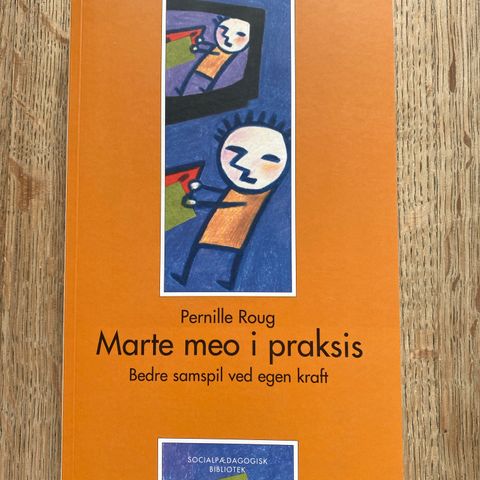 Pernille Roug
Marte meo i praksis
Bedre samspil ved egen kraft
SOCIALPÆDAGOGISK
BIBLIOTEK